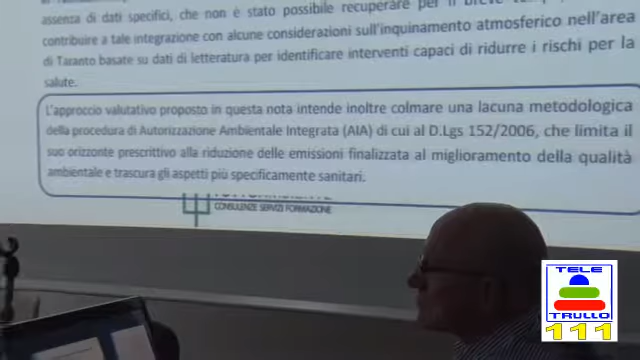 assenza di dati specifici, che non è stato possibile recuperare per il breve
contribuire a tale integrazione con alcune considerazioni sull'inquinamento atmosferico nell'area
di Taranto basate su dati di letteratura per identificare interventi capaci di ridurre i rischi per la
salute.
L'approccio valutativo proposto in questa nota intende inoltre colmare una lacuna metodologica
della procedura di Autorizzazione Ambientale Integrata (AIA) di cui al D.Lgs 152/2006, che limita il
suo orizzonte prescrittivo alla riduzione delle emissioni finalizzata al miglioramento della qualità
ambientale e trascura gli aspetti più specificamente sanitari.
CONSULENZE SERVIZI FORMAZIONE
TELE
TRULLO
111